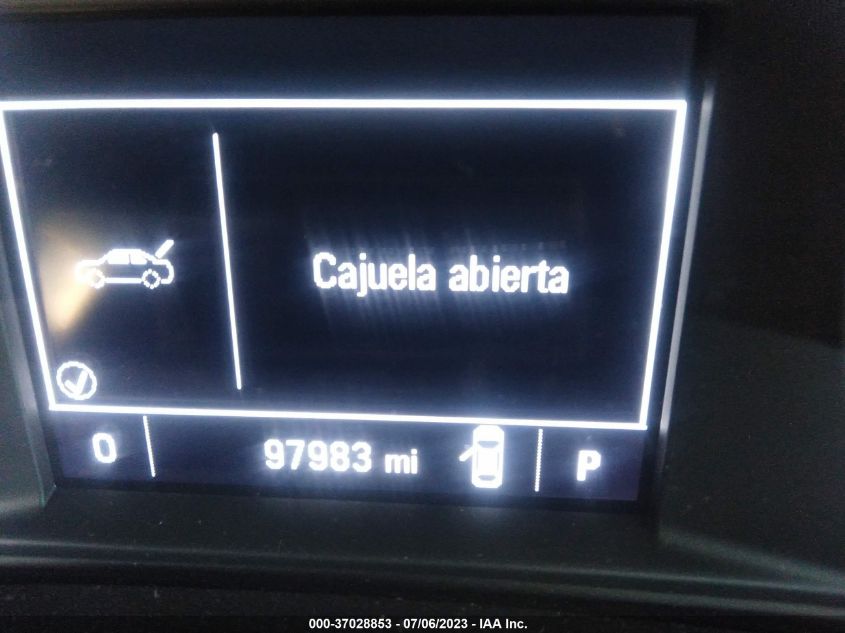 Cajuela abierta
0
97983 mi
P
000-37028853 - 07/06/2023 - IAA Inc.